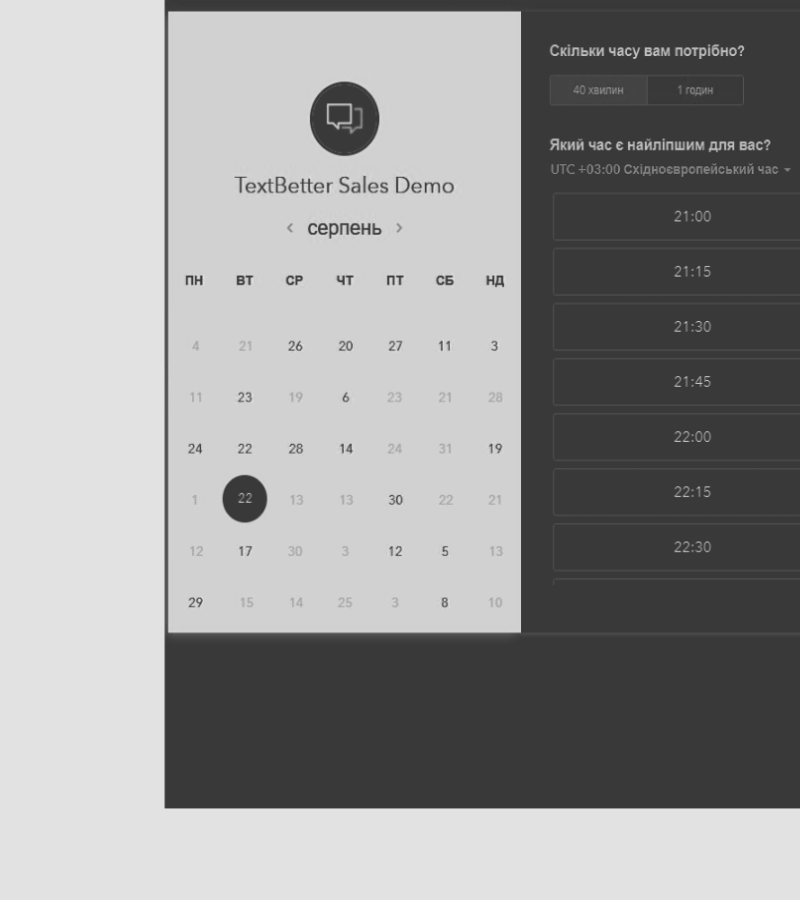 TextBetter Sales Demo
серпень
ПН ВТ СР ЧТ ПТ СБ НД
4 21 26 20 27 11 3
11 23 19 6 23 21 28
24 22 28 14 24 31 19
1 22 13 13 30 22 21
12 17 30 3 12 5 13
29 15 14 25 3 8 10
Скільки часу вам потрібно?
40 хвилин 1 годин
Який час є найліпшим для вас?
UTC +03:00 Східноєвропейський час
21:00
21:15
21:30
21:45
22:00
22:15
22:30